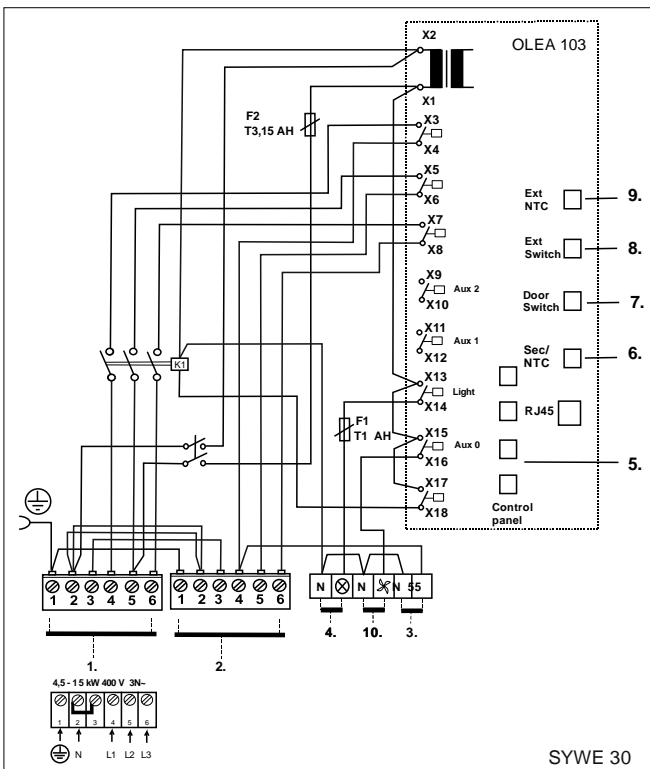 X2
OLEA 103
X1
F2
T3,15 AH
X3
X4
X5
X6
Ext
NTC
9.
X7
X8
Ext
Switch
8.
X9
Aux 2
X10
Door
Switch
7.
X11
Aux 1
X12
Sec/
NTC
6.
K1
X13
Light
X14
RJ45
F1
T1 AH
X15
Aux 0
X16
5.
X17
X18
Control
panel
1 2 3 4 5 6
1 2 3 4 5 6
N N N 55
4. 10. 3.
1.
2.
4,5 - 15 kW 400 V 3N~
1 2 3 4 5 6
N L1 L2 L3
SYWE 30